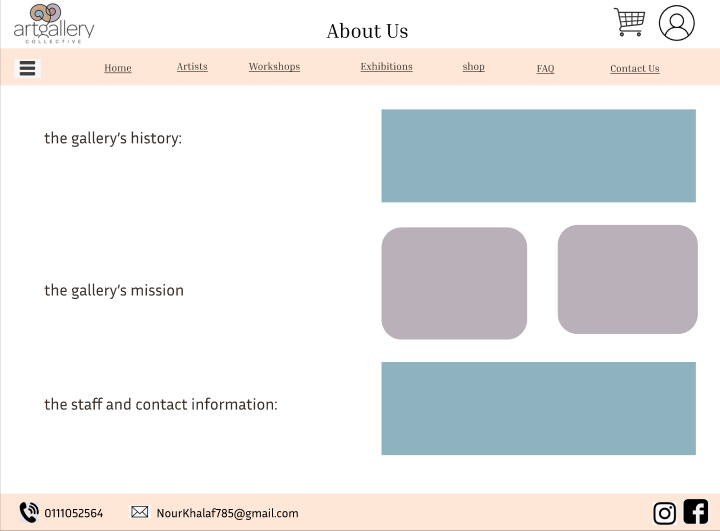 artgallery
COLLECTIVE
About Us
Home Artists Workshops Exhibitions shop FAQ Contact Us
the gallery's history:
the gallery's mission
the staff and contact information:
0111052564 NourKhalaf785@gmail.com